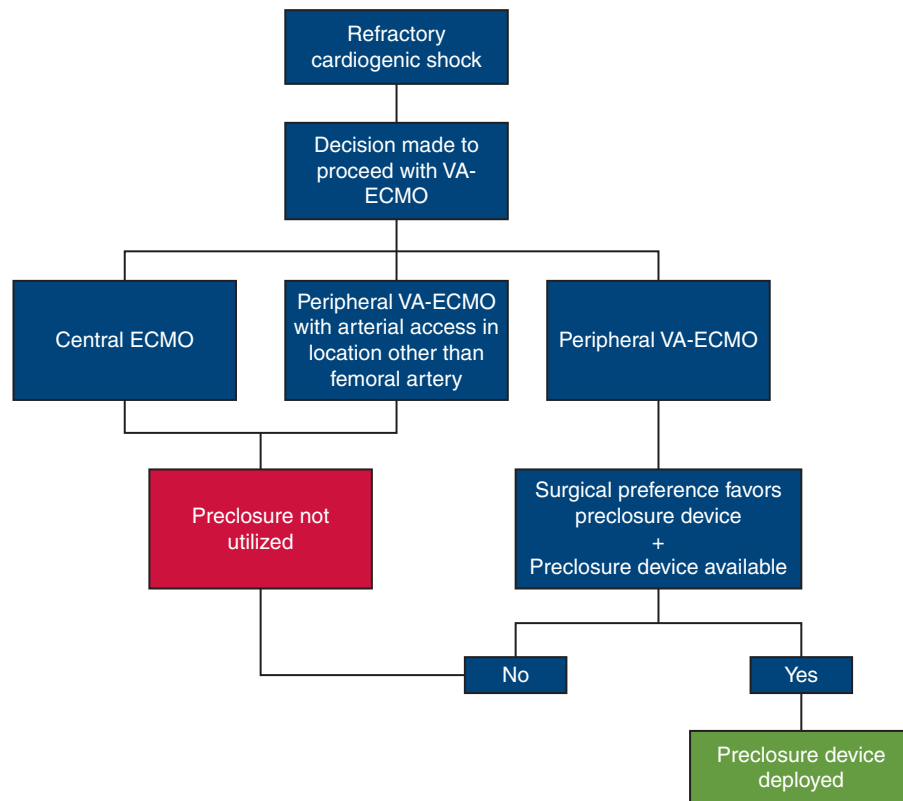 Refractory
cardiogenic shock
Decision made to
proceed with VA-
ECMO
Central ECMO
Peripheral VA-ECMO
with arterial access in
location other than
femoral artery
Peripheral VA-ECMO
Preclosure not
utilized
Surgical preference favors
preclosure device
+
Preclosure device available
No
Yes
Preclosure device
deployed